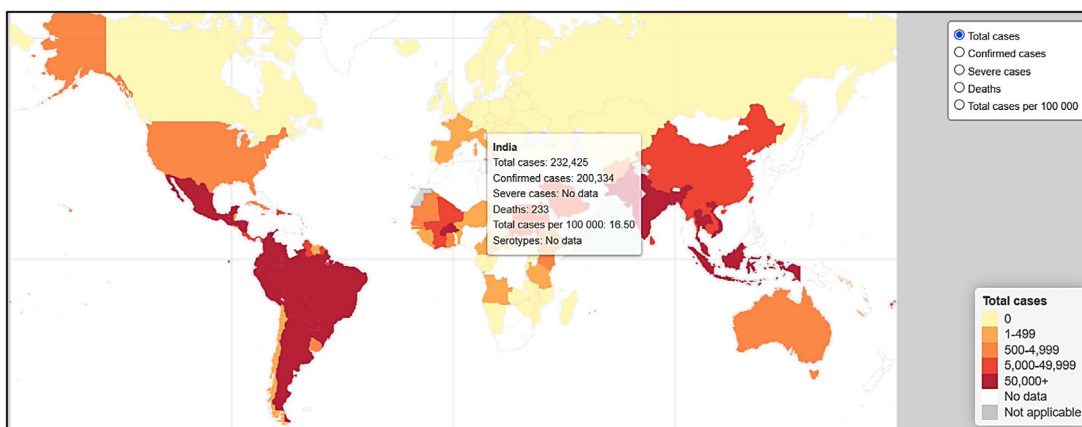 Total cases
Confirmed cases
Severe cases
Deaths
Total cases per 100 000
India
Total cases: 232,425
Confirmed cases: 200,334
Severe cases: No data
Deaths: 233
Total cases per 100 000: 16.50
Serotypes: No data
Total cases
0
1-499
500-4,999
5,000-49,999
50,000+
No data
Not applicable